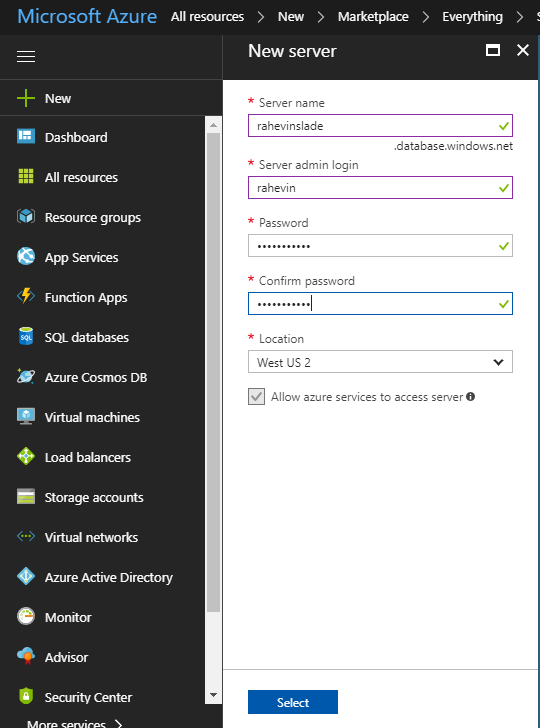 Microsoft Azure All resources > New > Marketplace > Everything >
New server
New
Dashboard
All resources
Resource groups
App Services
Function Apps
SQL databases
Azure Cosmos DB
Virtual machines
Load balancers
Storage accounts
Virtual networks
Azure Active Directory
Monitor
Advisor
Security Center
More services >
* Server name
rahevinslade
.database.windows.net
* Server admin login
rahevin
* Password
•••••••••••
* Confirm password
•••••••••••
* Location
West US 2
Allow azure services to access server
Select